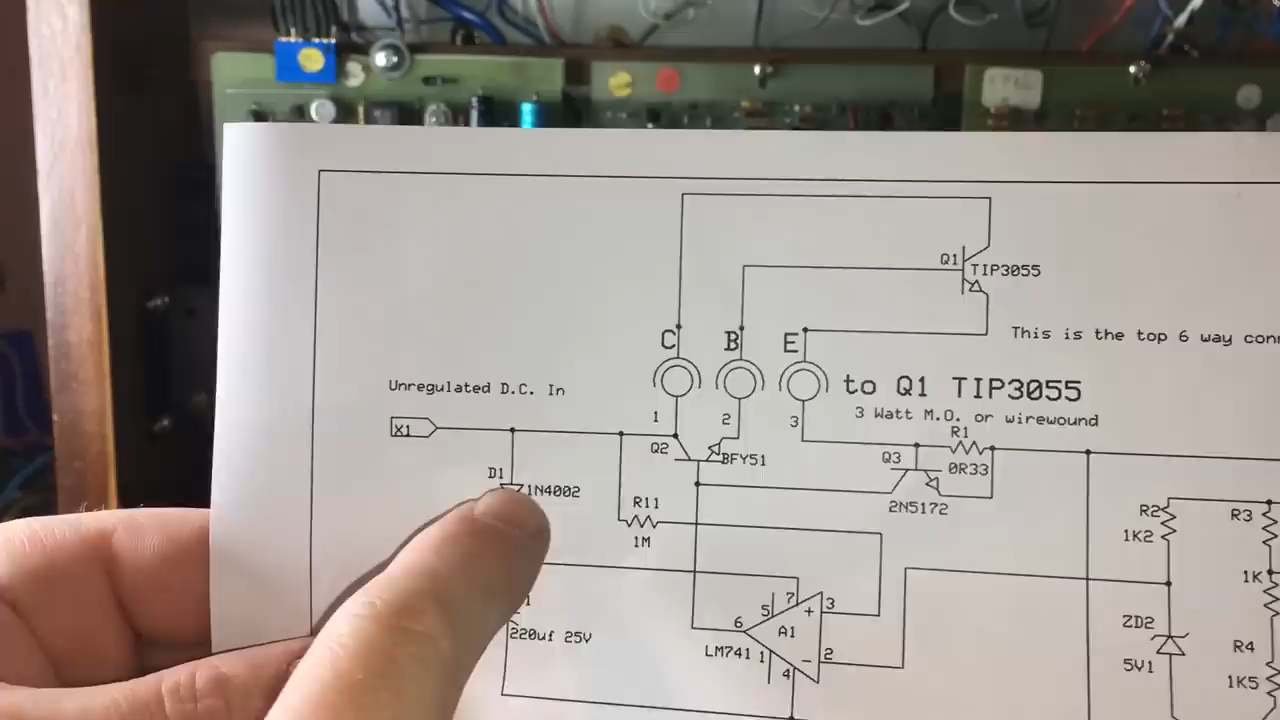 Q1
TIP3055
This is the top 6 way
C B E
to Q1 TIP3055
Unregulated D.C. In
3 Watt M.O. or wirewound
X1
1
2
3
R1
Q2
BFY51
Q3
0R33
D1
1N4002
2N5172
R11
1M
R2
1K2
R3
1K
7
5
3
+
6
A1
LM741
1
-
2
4
220uf 25V
ZD2
5V1
R4
1K5